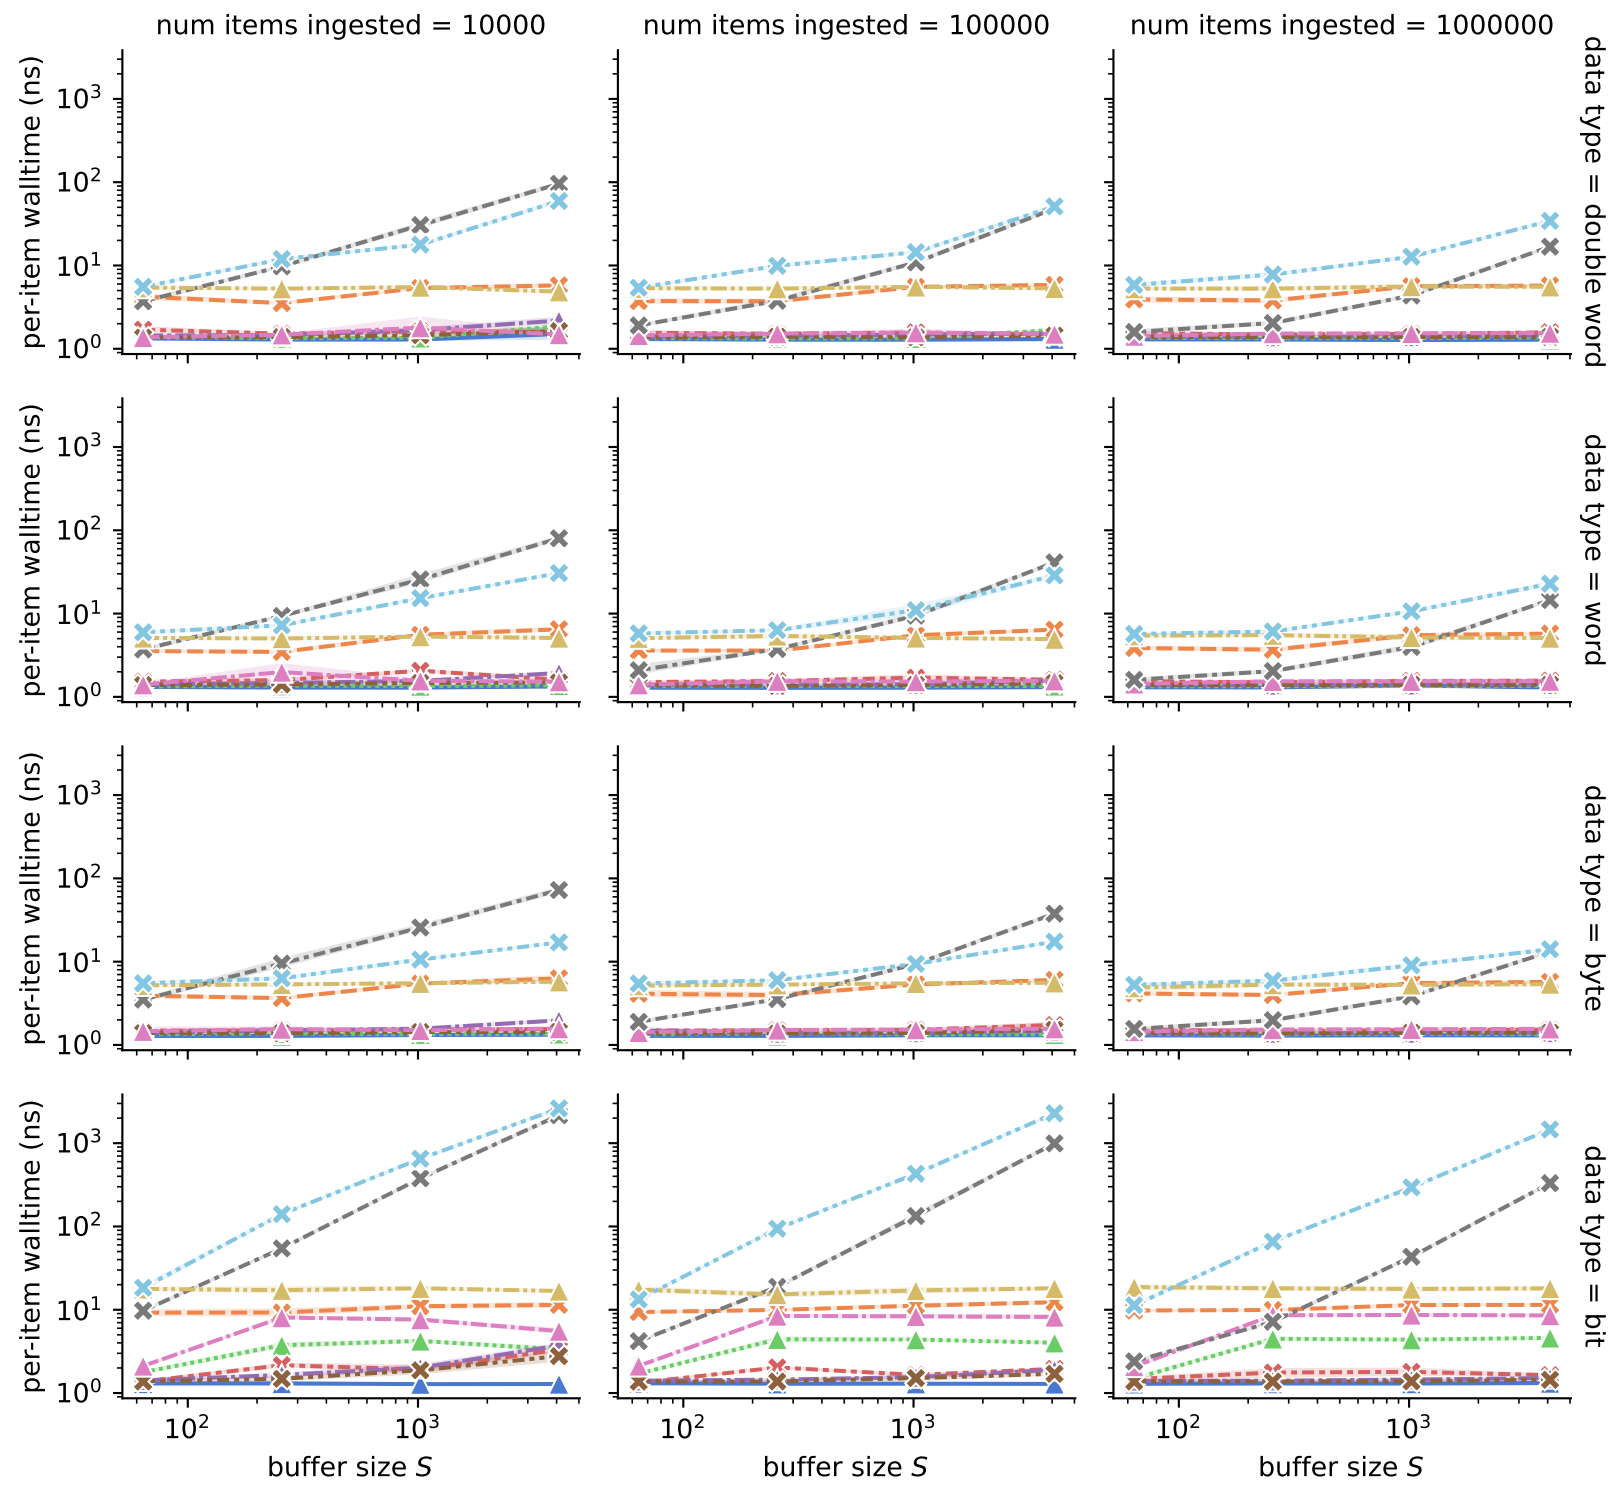 num items ingested = 10000
num items ingested = 100000
num items ingested = 1000000
per-item walltime (ns)
10³
10²
10¹
10⁰
data type = double word
per-item walltime (ns)
10³
10²
10¹
10⁰
data type = word
per-item walltime (ns)
10³
10²
10¹
10⁰
data type = byte
per-item walltime (ns)
10³
10²
10¹
10⁰
data type = bit
10² 10³
10² 10³
10² 10³
buffer size S
buffer size S
buffer size S